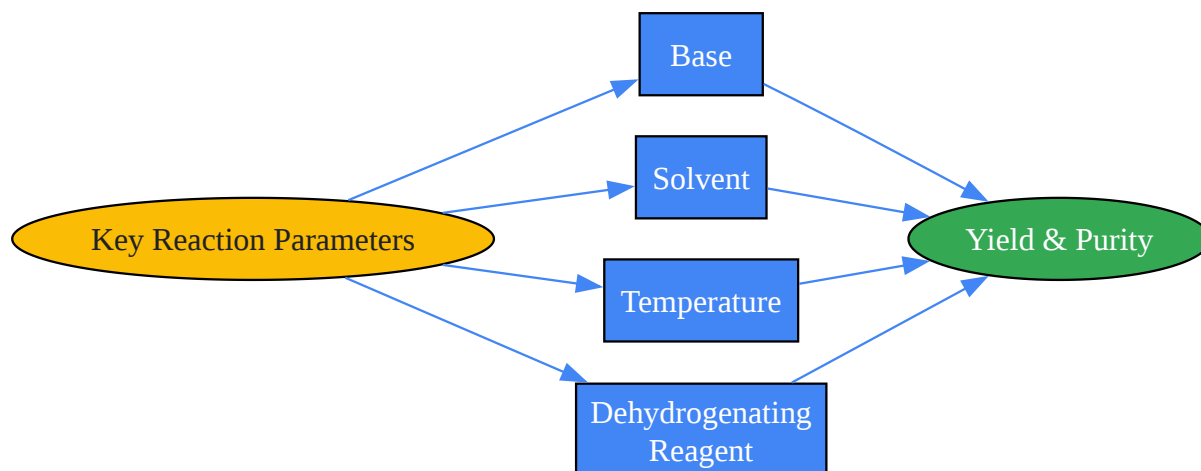 Base
Solvent
Key Reaction Parameters
Yield & Purity
Temperature
Dehydrogenating
Reagent